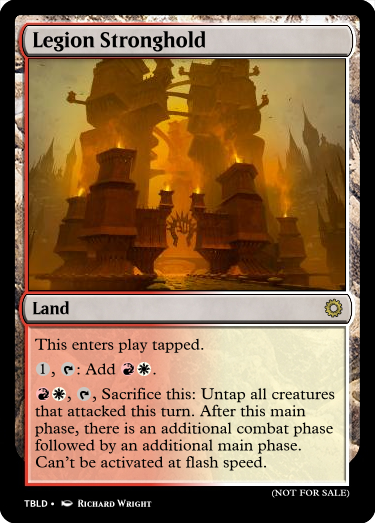 Legion Stronghold
Land
This enters play tapped.
1, T: Add RW.
RW, T, Sacrifice this: Untap all creatures
that attacked this turn. After this main
phase, there is an additional combat phase
followed by an additional main phase.
Can't be activated at flash speed.
(NOT FOR SALE)
TBLD • RICHARD WRIGHT